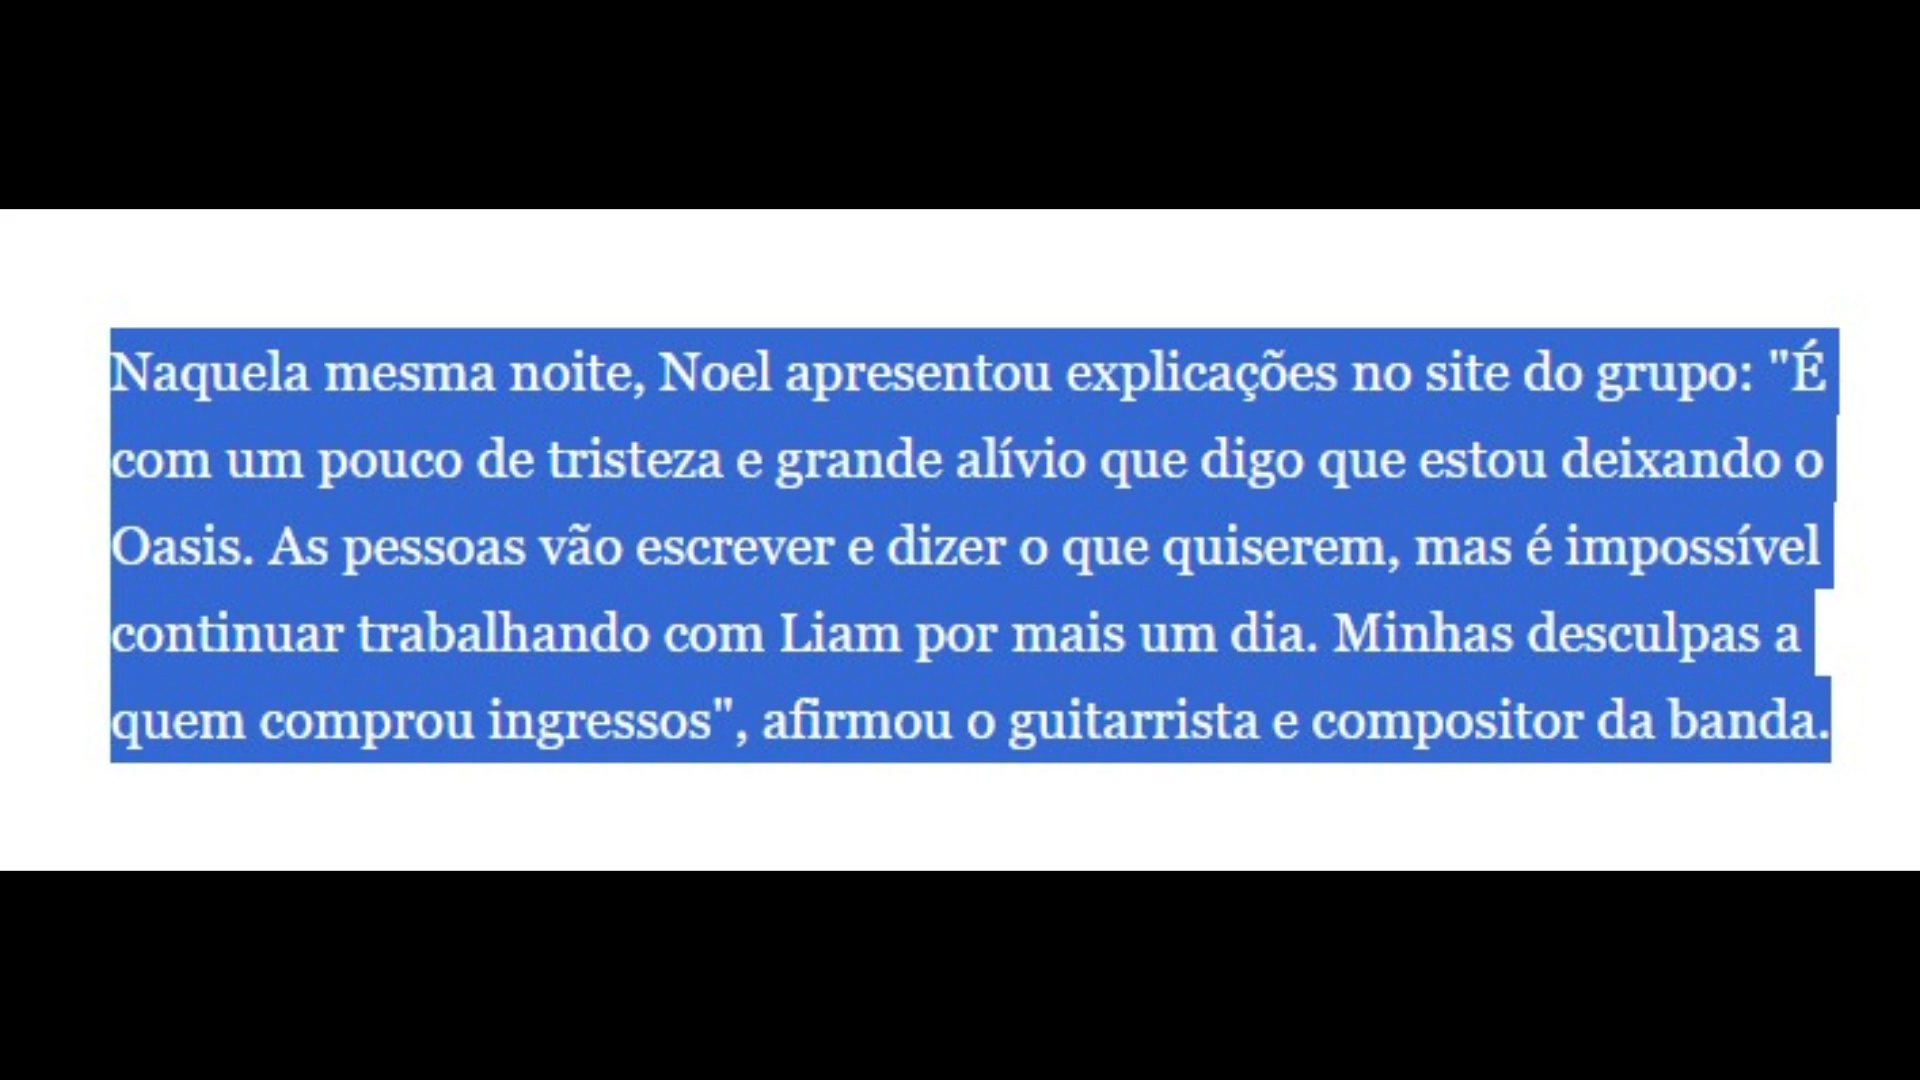 Naquela mesma noite, Noel apresentou explicações no site do grupo: "É
com um pouco de tristeza e grande alívio que digo que estou deixando o
Oasis. As pessoas vão escrever e dizer o que quiserem, mas é impossível
continuar trabalhando com Liam por mais um dia. Minhas desculpas a
quem comprou ingressos", afirmou o guitarrista e compositor da banda.